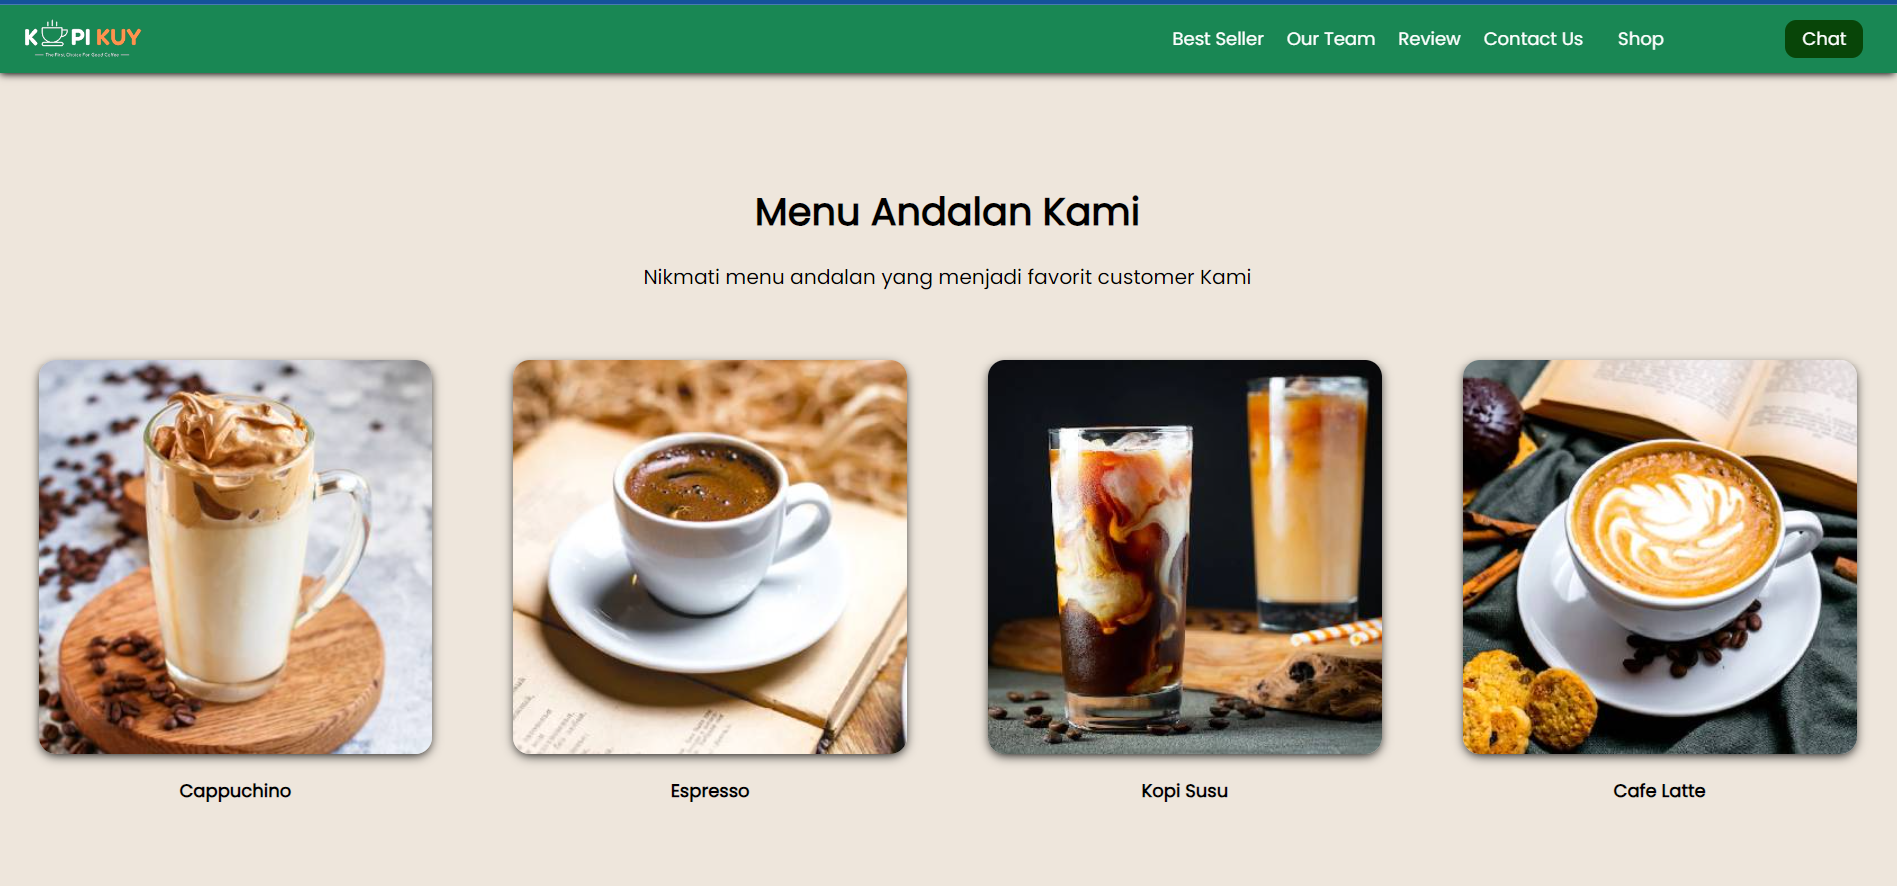 KOPI KUY
The First Choice For Good Coffee
Best Seller
Our Team
Review
Contact Us
Shop
Chat
Menu Andalan Kami
Nikmati menu andalan yang menjadi favorit customer Kami
Cappuchino
Espresso
Kopi Susu
Cafe Latte